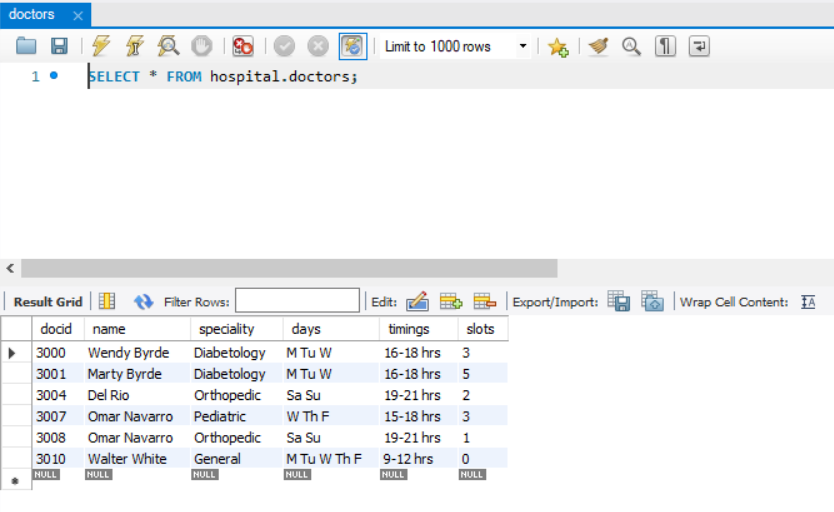 doctors
Limit to 1000 rows
1 SELECT * FROM hospital.doctors;
Result Grid Filter Rows: Edit: Export/Import: Wrap Cell Content:
docid name speciality days timings slots
3000 Wendy Byrde Diabetology M Tu W 16-18 hrs 3
3001 Marty Byrde Diabetology M Tu W 16-18 hrs 5
3004 Del Rio Orthopedic Sa Su 19-21 hrs 2
3007 Omar Navarro Pediatric W Th F 15-18 hrs 3
3008 Omar Navarro Orthopedic Sa Su 19-21 hrs 1
3010 Walter White General M Tu W Th F 9-12 hrs 0
NULL NULL NULL NULL NULL NULL